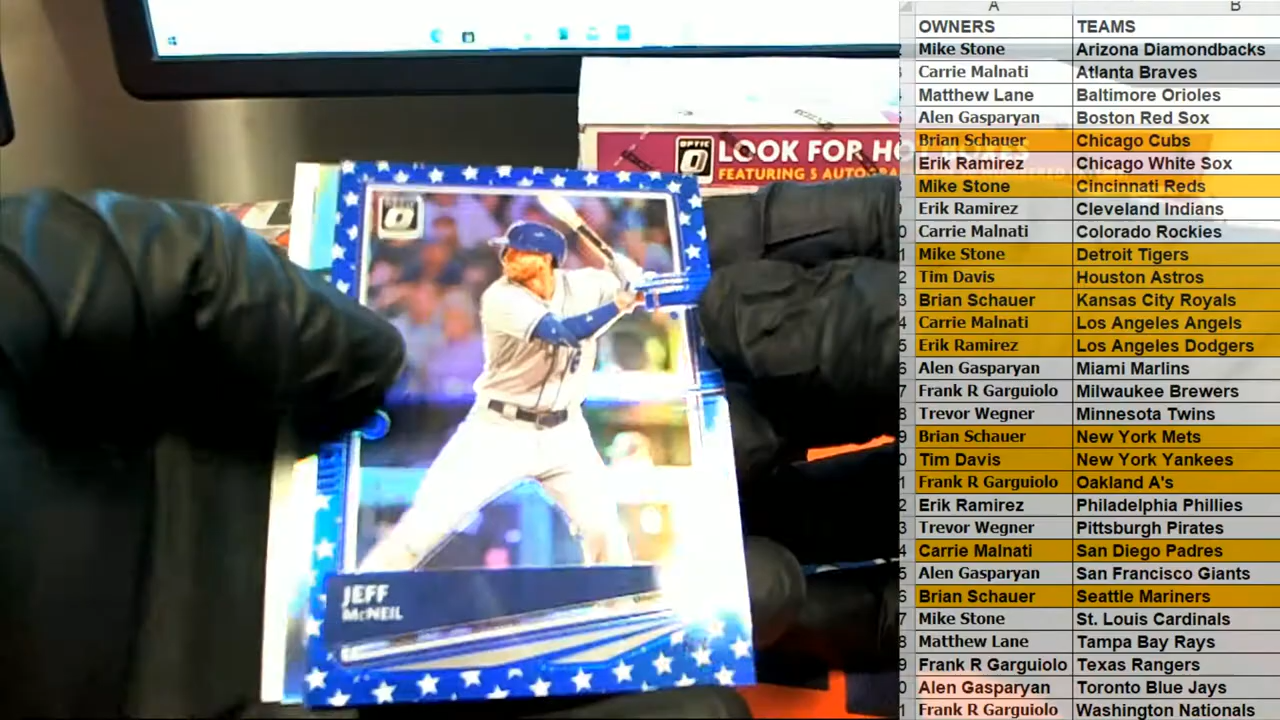 A B
OWNERS TEAMS
Mike Stone Arizona Diamondbacks
Carrie Malnati Atlanta Braves
Matthew Lane Baltimore Orioles
Alen Gasparyan Boston Red Sox
Brian Schauer Chicago Cubs
Erik Ramirez Chicago White Sox
Mike Stone Cincinnati Reds
Erik Ramirez Cleveland Indians
Carrie Malnati Colorado Rockies
Mike Stone Detroit Tigers
Tim Davis Houston Astros
Brian Schauer Kansas City Royals
Carrie Malnati Los Angeles Angels
Erik Ramirez Los Angeles Dodgers
Alen Gasparyan Miami Marlins
Frank R Garguiolo Milwaukee Brewers
Trevor Wegner Minnesota Twins
Brian Schauer New York Mets
Tim Davis New York Yankees
Frank R Garguiolo Oakland A's
Erik Ramirez Philadelphia Phillies
Trevor Wegner Pittsburgh Pirates
Carrie Malnati San Diego Padres
Alen Gasparyan San Francisco Giants
Brian Schauer Seattle Mariners
Mike Stone St. Louis Cardinals
Matthew Lane Tampa Bay Rays
Frank R Garguiolo Texas Rangers
Alen Gasparyan Toronto Blue Jays
Frank R Garguiolo Washington Nationals
OPTIC
LOOK FOR HOT BOXES
FEATURING 5 AUTOGRA
JEFF
McNEIL